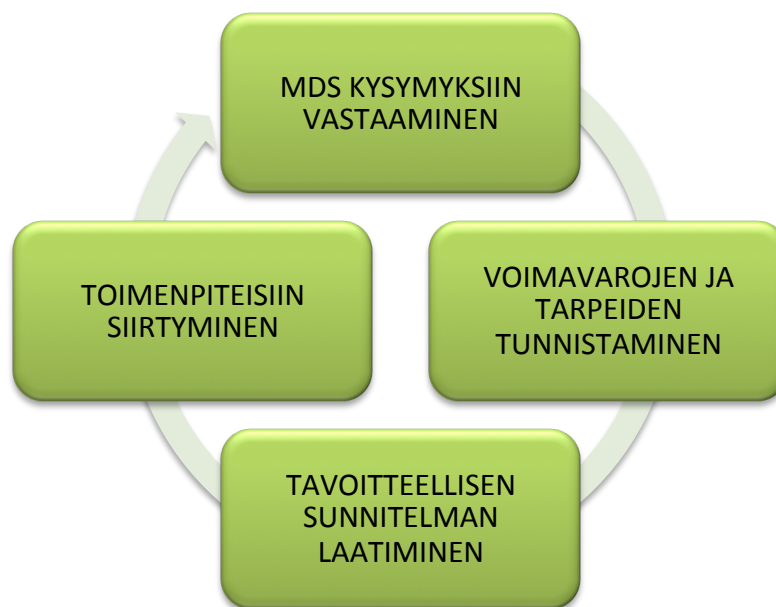 MDS KYSYMYKSIIN
VASTAAMINEN
VOIMAVAROJEN JA
TARPEIDEN
TUNNISTAMINEN
TAVOITTEELLISEN
SUNNITELMAN
LAATIMINEN
TOIMENPITEISIIN
SIIRTYMINEN